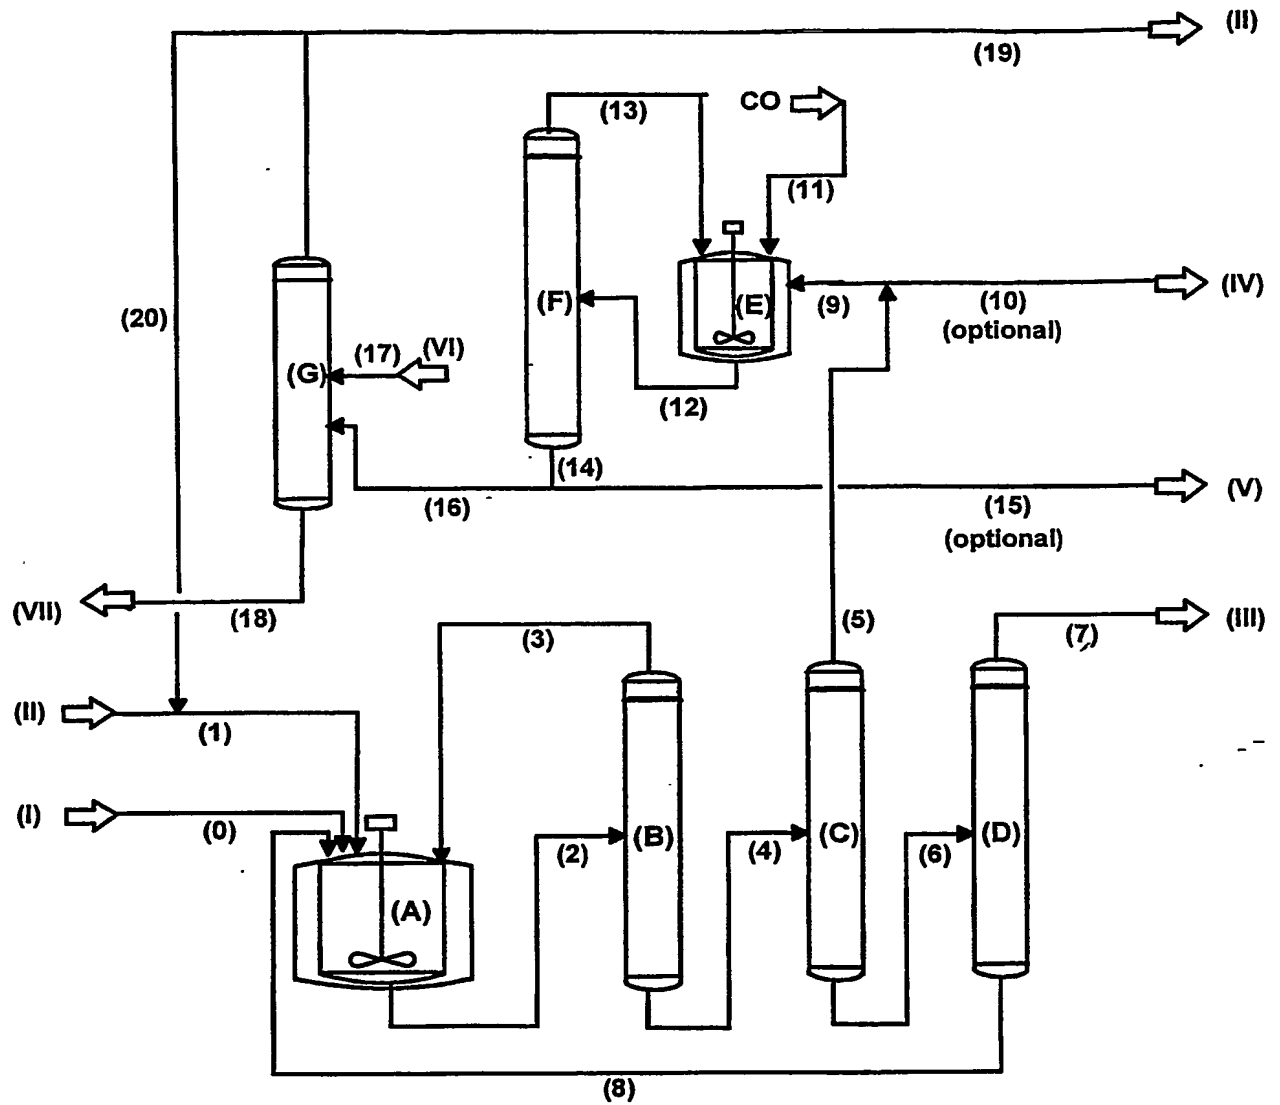 (II)
(19)
(13)
CO
(11)
(20)
(F)
(E)
(9)
(10)
(IV)
(optional)
(G)
(17)
(VI)
(12)
(14)
(16)
(15)
(V)
(optional)
(VII)
(18)
(3)
(5)
(7)
(III)
(II)
(1)
(I)
(0)
(A)
(2)
(B)
(4)
(C)
(6)
(D)
(8)